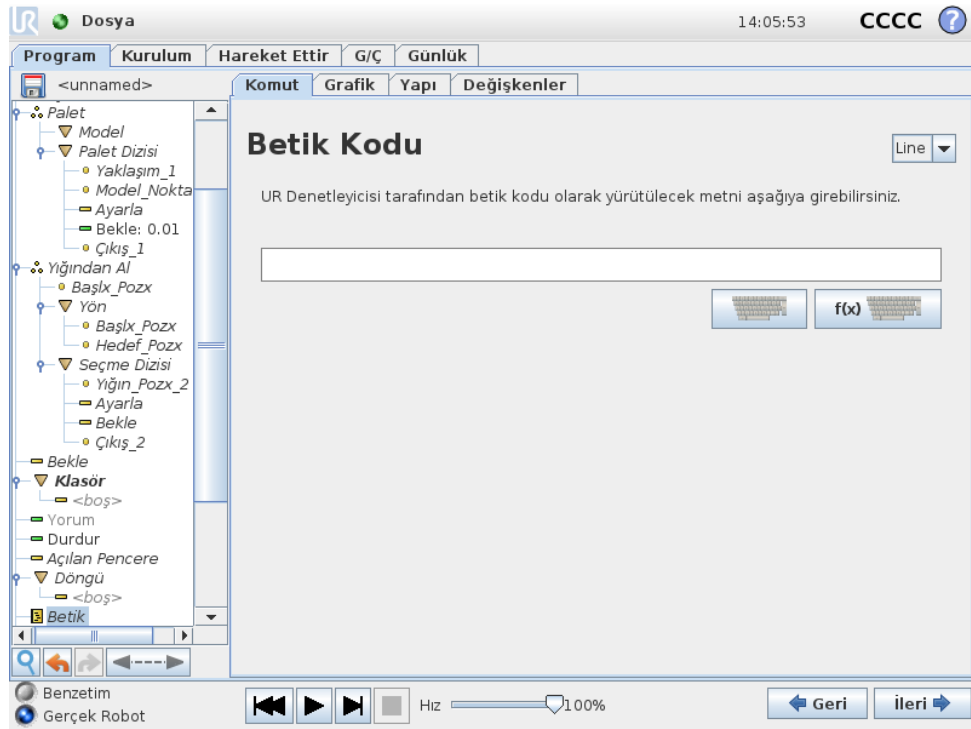 UR Dosya 14:05:53 CCCC ?
Program Kurulum Hareket Ettir G/Ç Günlük
<unnamed> Komut Grafik Yapı Değişkenler
Palet
Model
Palet Dizisi
Yaklaşım_1
Model_Nokta
Ayarla
Bekle: 0.01
Çıkış_1
Yığından Al
Başlx_Pozx
Yön
Başlx_Pozx
Hedef_Pozx
Seçme Dizisi
Yığın_Pozx_2
Ayarla
Bekle
Çıkış_2
Bekle
Klasör
<boş>
Yorum
Durdur
Açılan Pencere
Döngü
<boş>
Betik
Betik Kodu
Line
UR Denetleyicisi tarafından betik kodu olarak yürütülecek metni aşağıya girebilirsiniz.
f(x)
Benzetim
Gerçek Robot
Hız 100%
Geri İleri